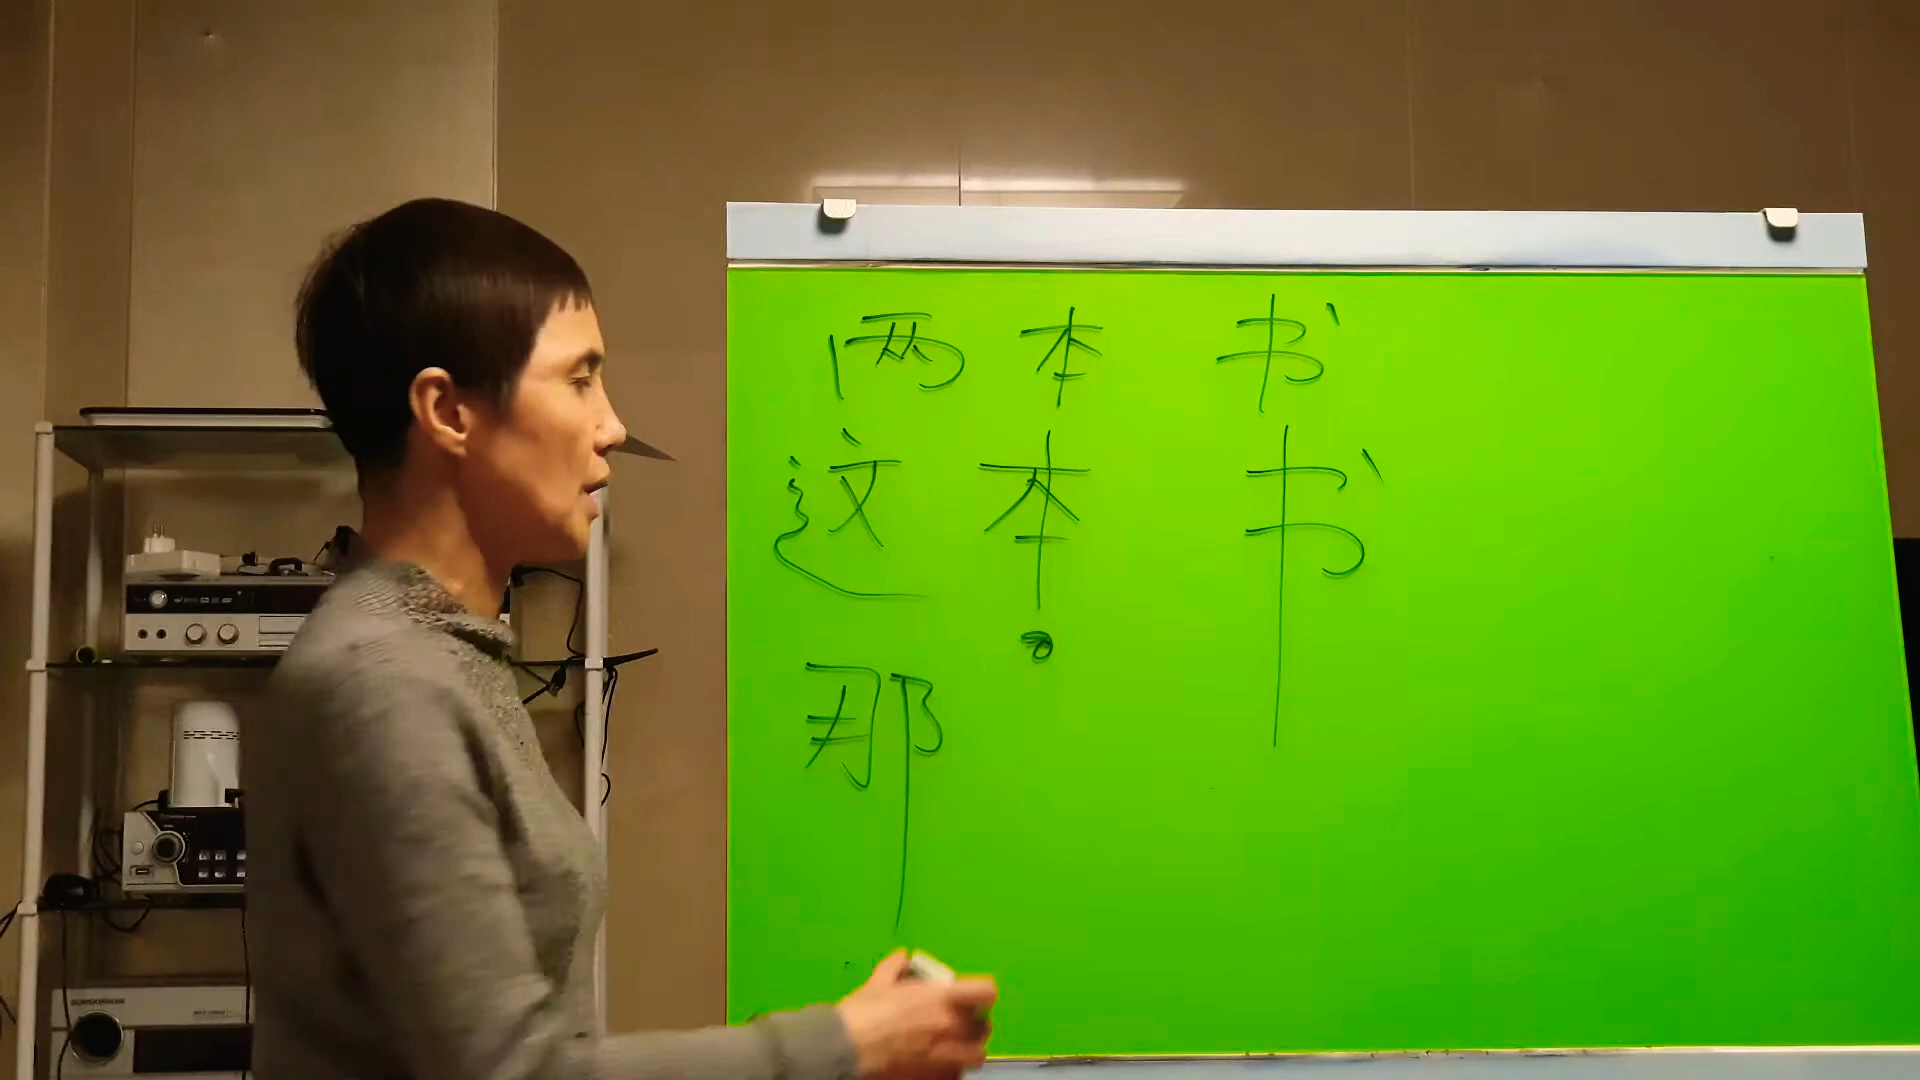 两 本 书
这 本 书
那